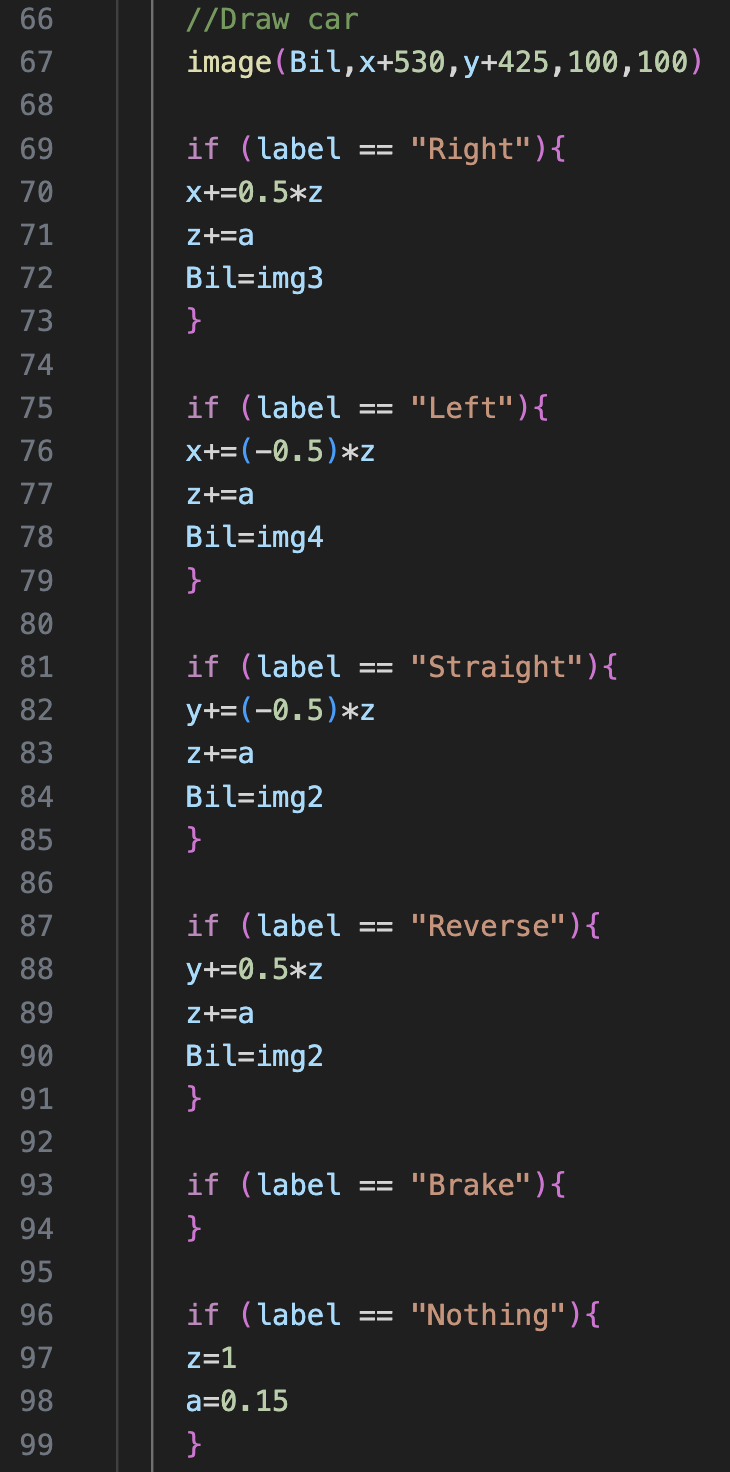 66 //Draw car
67 image(Bil,x+530,y+425,100,100)
68
69 if (label == "Right"){
70 x+=0.5*z
71 z+=a
72 Bil=img3
73 }
74
75 if (label == "Left"){
76 x+=(-0.5)*z
77 z+=a
78 Bil=img4
79 }
80
81 if (label == "Straight"){
82 y+=(-0.5)*z
83 z+=a
84 Bil=img2
85 }
86
87 if (label == "Reverse"){
88 y+=0.5*z
89 z+=a
90 Bil=img2
91 }
92
93 if (label == "Brake"){
94 }
95
96 if (label == "Nothing"){
97 z=1
98 a=0.15
99 }